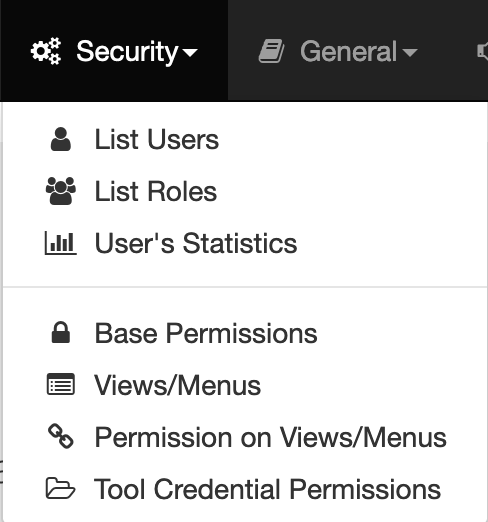 Security General
List Users
List Roles
User's Statistics
Base Permissions
Views/Menus
Permission on Views/Menus
Tool Credential Permissions